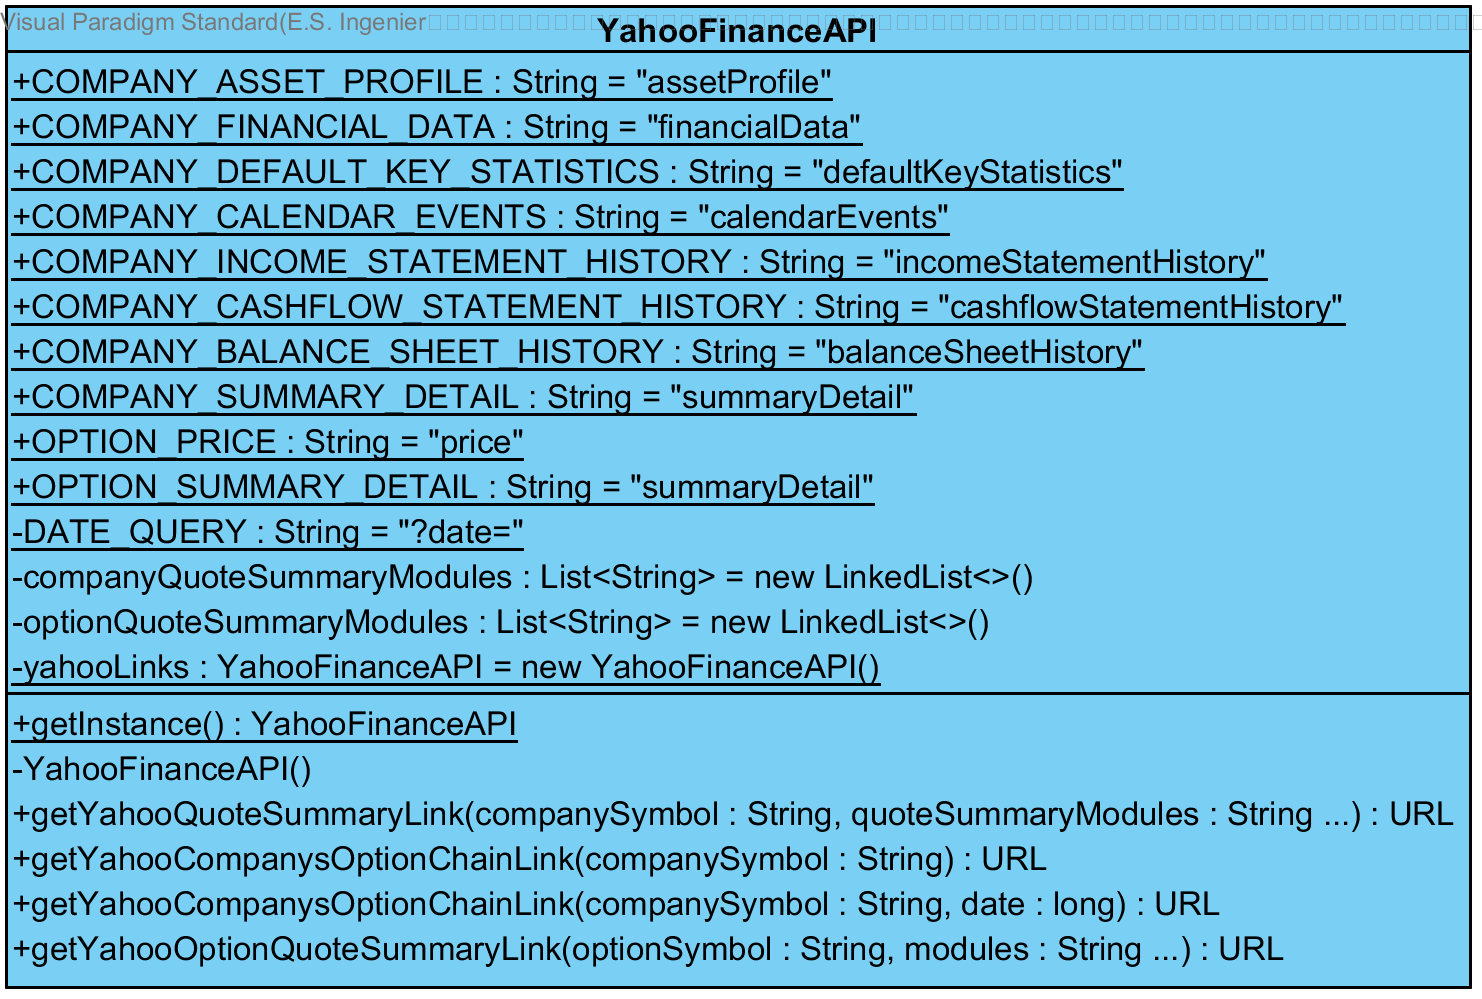 Visual Paradigm Standard(E.S. Ingenier
YahooFinanceAPI
+COMPANY_ASSET_PROFILE : String = "assetProfile"
+COMPANY_FINANCIAL_DATA : String = "financialData"
+COMPANY_DEFAULT_KEY_STATISTICS : String = "defaultKeyStatistics"
+COMPANY_CALENDAR_EVENTS : String = "calendarEvents"
+COMPANY_INCOME_STATEMENT_HISTORY : String = "incomeStatementHistory"
+COMPANY_CASHFLOW_STATEMENT_HISTORY : String = "cashflowStatementHistory"
+COMPANY_BALANCE_SHEET_HISTORY : String = "balanceSheetHistory"
+COMPANY_SUMMARY_DETAIL : String = "summaryDetail"
+OPTION_PRICE : String = "price"
+OPTION_SUMMARY_DETAIL : String = "summaryDetail"
-DATE_QUERY : String = "?date="
-companyQuoteSummaryModules : List<String> = new LinkedList<>()
-optionQuoteSummaryModules : List<String> = new LinkedList<>()
-yahooLinks : YahooFinanceAPI = new YahooFinanceAPI()
+getInstance() : YahooFinanceAPI
-YahooFinanceAPI()
+getYahooQuoteSummaryLink(companySymbol : String, quoteSummaryModules : String ...) : URL
+getYahooCompanysOptionChainLink(companySymbol : String) : URL
+getYahooCompanysOptionChainLink(companySymbol : String, date : long) : URL
+getYahooOptionQuoteSummaryLink(optionSymbol : String, modules : String ...) : URL